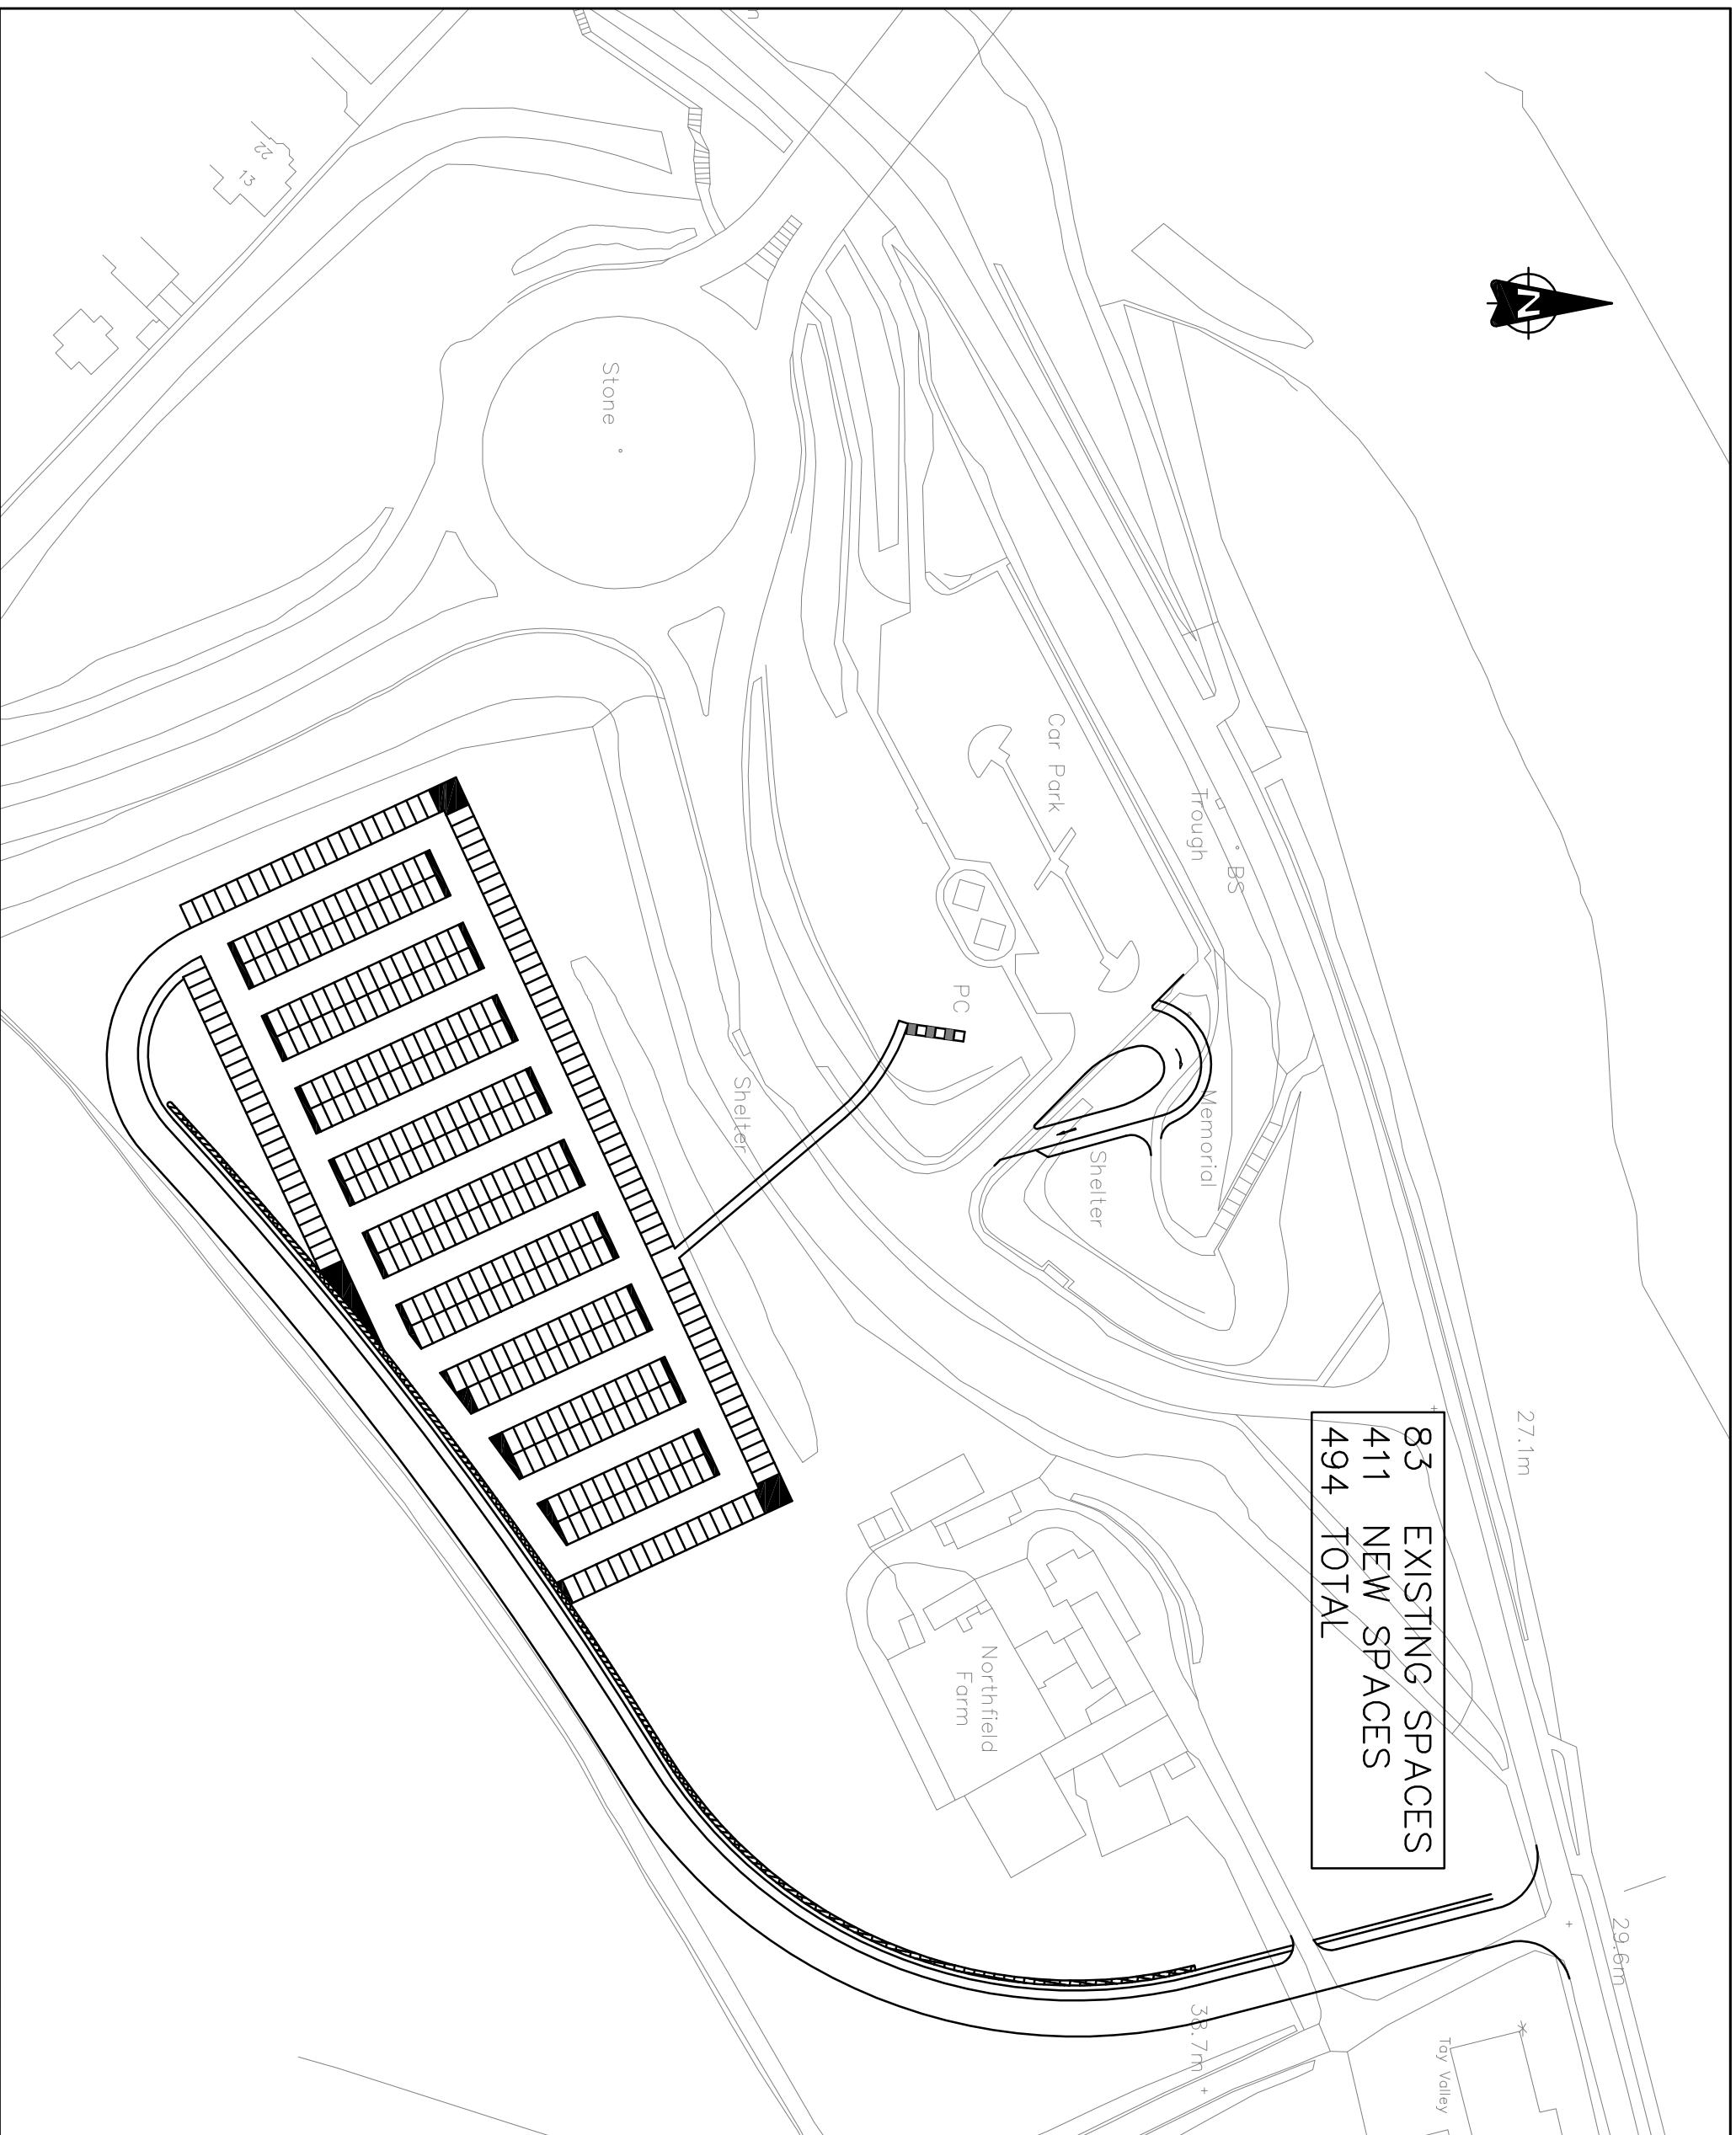 N
83 EXISTING SPACES
411 NEW SPACES
494 TOTAL
27.1m
29.6m
38.7m
Tay Valley
Trough
BS
Car Park
Memorial
Shelter
PC
Shelter
Northfield
Farm
Stone
22
13